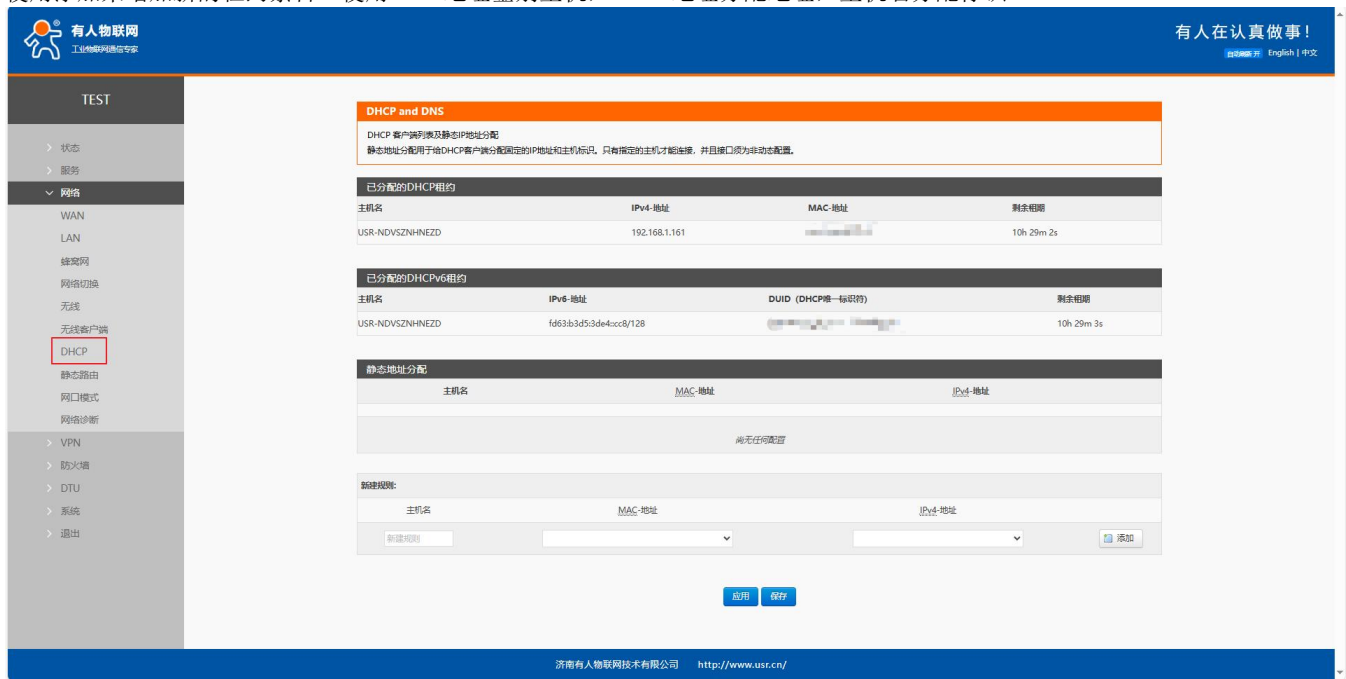 有人物联网
工业物联网通信专家
有人在认真做事！
自动刷新 开 English | 中文
TEST
状态
服务
网络
WAN
LAN
蜂窝网
网络切换
无线
无线客户端
DHCP
静态路由
网口模式
网络诊断
VPN
防火墙
DTU
系统
退出
DHCP and DNS
DHCP 客户端列表及静态IP地址分配
静态地址分配用于给DHCP客户端分配固定的IP地址和主机标识。只有指定的主机才能连接，并且接口须为非动态配置。
已分配的DHCP租约
主机名 IPv4-地址 MAC-地址 剩余租期
USR-NDVSZNHNEZD 192.168.1.161 10h 29m 2s
已分配的DHCPv6租约
主机名 IPv6-地址 DUID（DHCP唯一标识符） 剩余租期
USR-NDVSZNHNEZD fd63:b3d5:3de4::cc8/128 10h 29m 3s
静态地址分配
主机名 MAC-地址 IPv4-地址
尚无任何配置
新建规则:
主机名 MAC-地址 IPv4-地址
新建规则 添加
应用 保存
济南有人物联网技术有限公司 http://www.usr.cn/